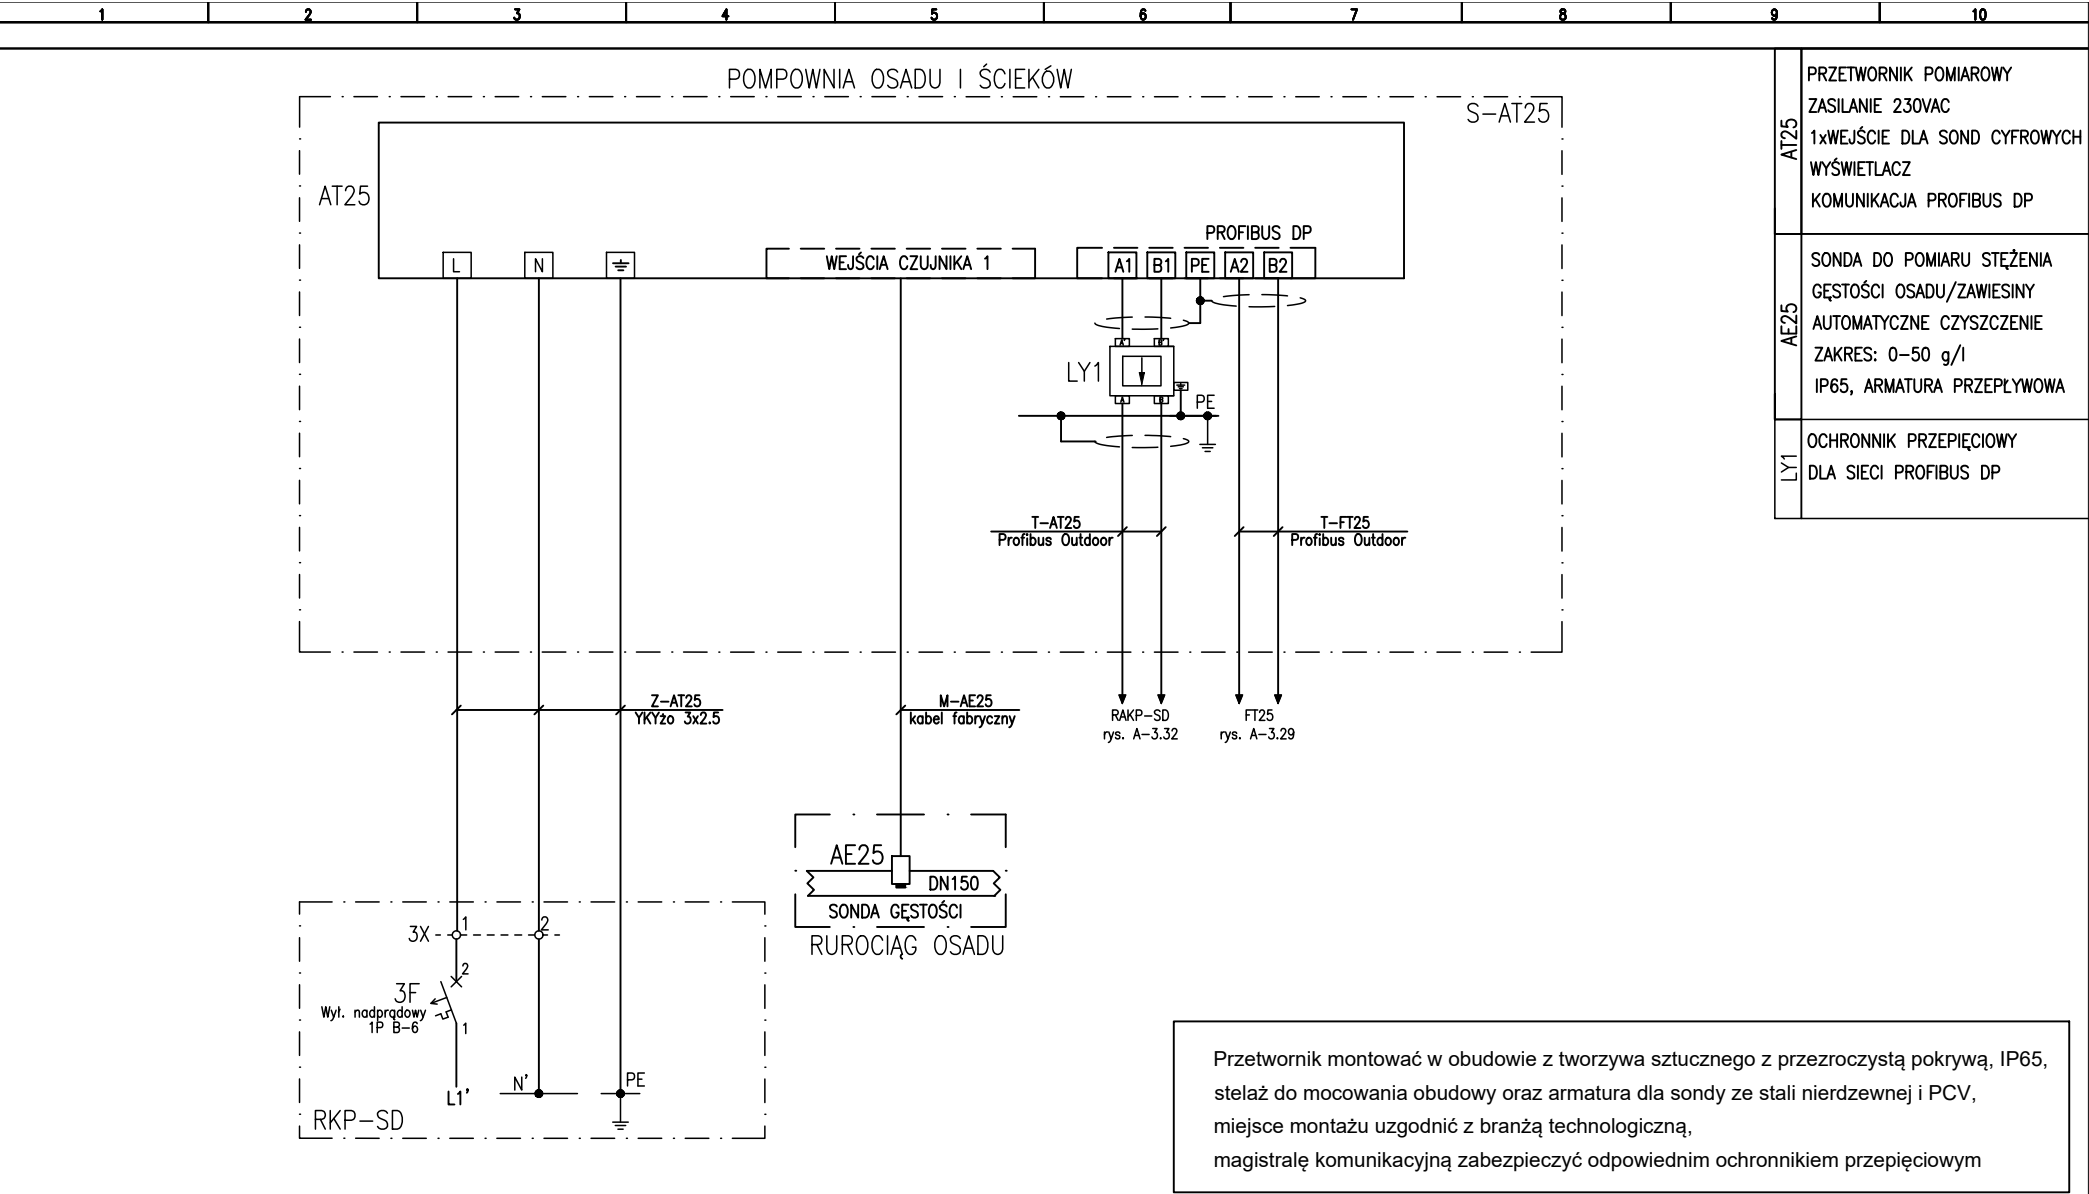 1 2 3 4 5 6 7 8 9 10
POMPOWNIA OSADU I ŚCIEKÓW
S-AT25
AT25
L N
WEJŚCIA CZUJNIKA 1
PROFIBUS DP
A1 B1 PE A2 B2
A B
LY1
A B
PE
T-AT25
Profibus Outdoor
T-FT25
Profibus Outdoor
Z-AT25
YKYżo 3x2.5
M-AE25
kabel fabryczny
RAKP-SD
rys. A-3.32
FT25
rys. A-3.29
AE25
DN150
SONDA GĘSTOŚCI
RUROCIĄG OSADU
3X 1 2
2
3F
Wył. nadprądowy
1P B-6
1
L1'
N'
PE
RKP-SD
AT25
PRZETWORNIK POMIAROWY
ZASILANIE 230VAC
1xWEJŚCIE DLA SOND CYFROWYCH
WYŚWIETLACZ
KOMUNIKACJA PROFIBUS DP
AE25
SONDA DO POMIARU STĘŻENIA
GĘSTOŚCI OSADU/ZAWIESINY
AUTOMATYCZNE CZYSZCZENIE
ZAKRES: 0-50 g/l
IP65, ARMATURA PRZEPŁYWOWA
LY1
OCHRONNIK PRZEPIĘCIOWY
DLA SIECI PROFIBUS DP
Przetwornik montować w obudowie z tworzywa sztucznego z przezroczystą pokrywą, IP65,
stelaż do mocowania obudowy oraz armatura dla sondy ze stali nierdzewnej i PCV,
miejsce montażu uzgodnić z branżą technologiczną,
magistralę komunikacyjną zabezpieczyć odpowiednim ochronnikiem przepięciowym